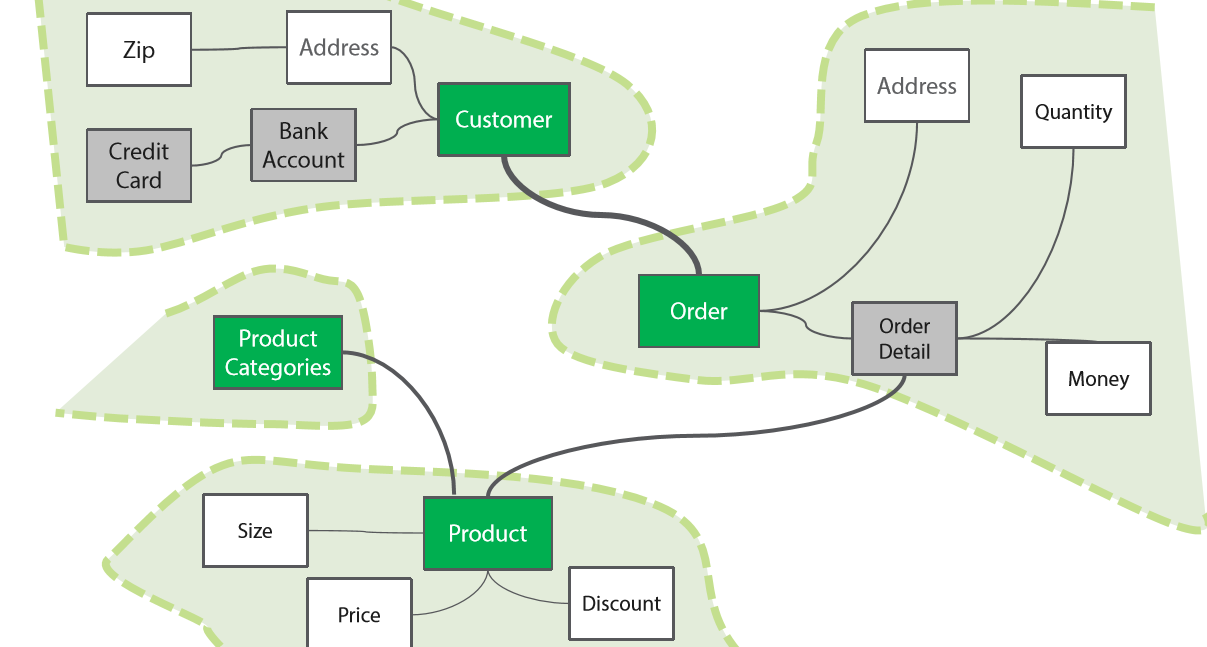 Zip
Address
Customer
Bank
Account
Credit
Card
Address
Quantity
Order
Order
Detail
Money
Product
Categories
Size
Product
Price
Discount